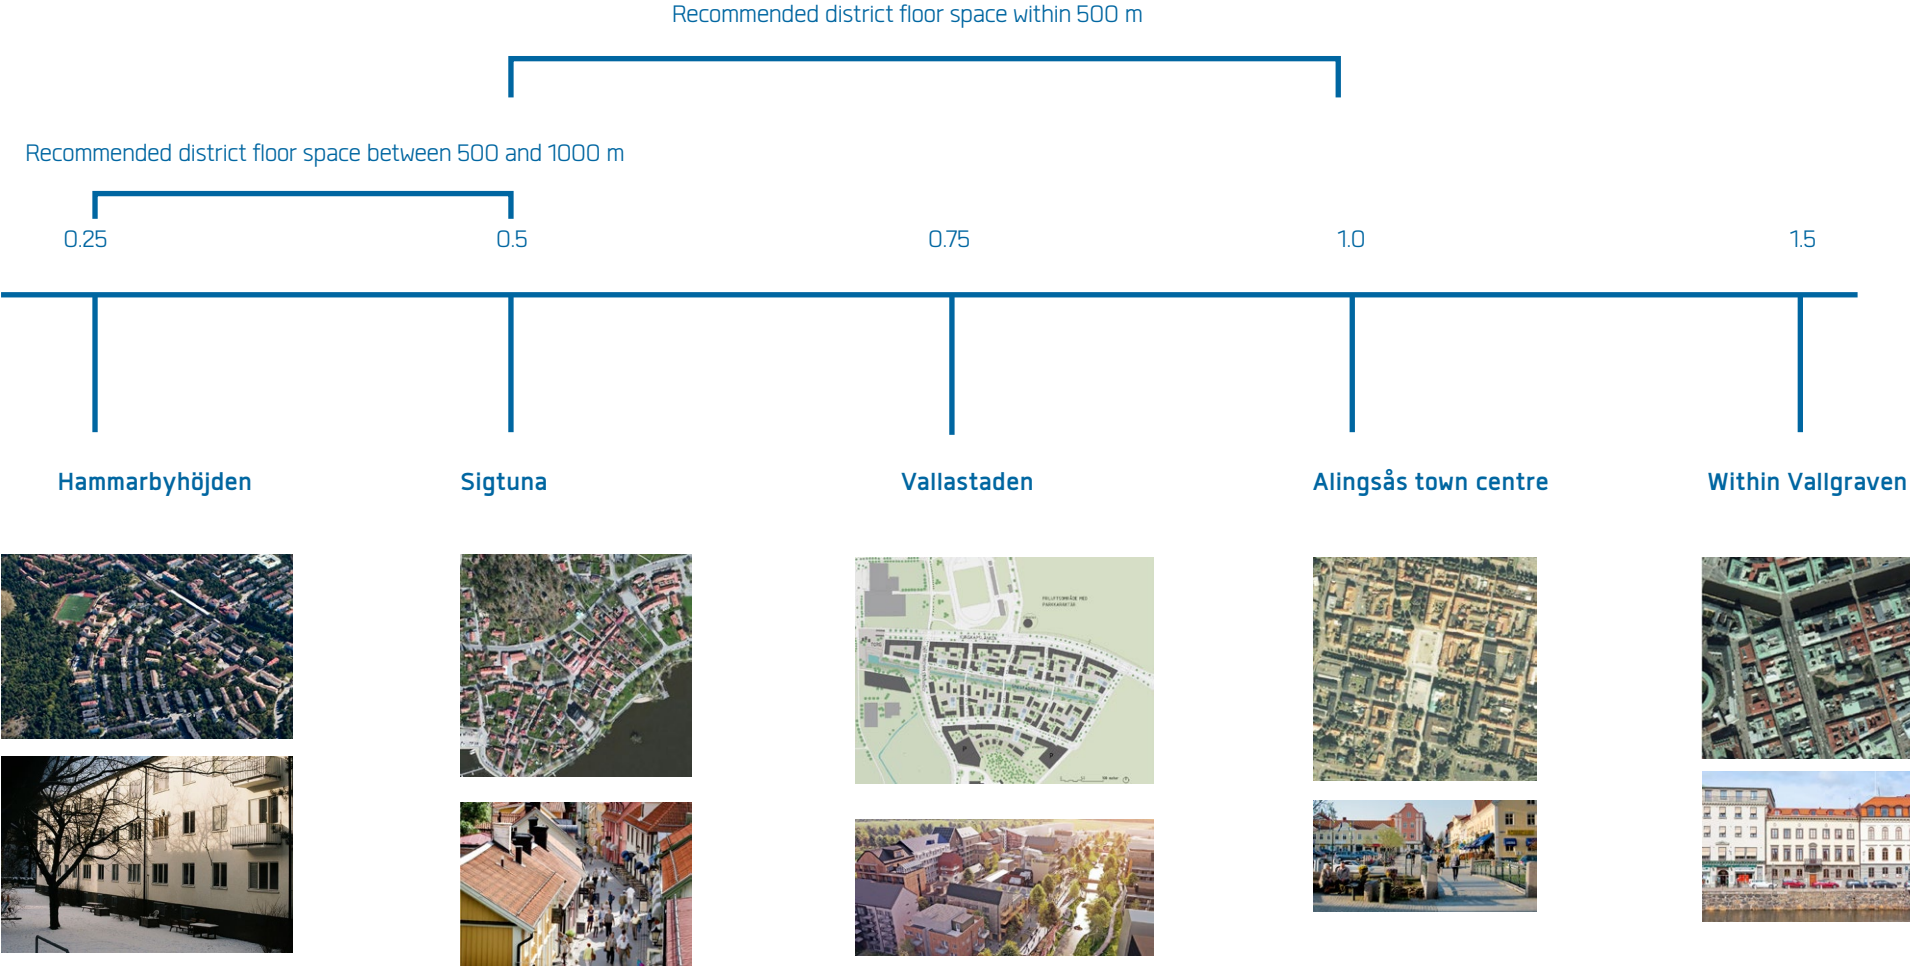 Recommended district floor space within 500 m
Recommended district floor space between 500 and 1000 m
0.25
0.5
0.75
1.0
1.5
Hammarbyhöjden
Sigtuna
Vallastaden
Alingsås town centre
Within Vallgraven
P
P